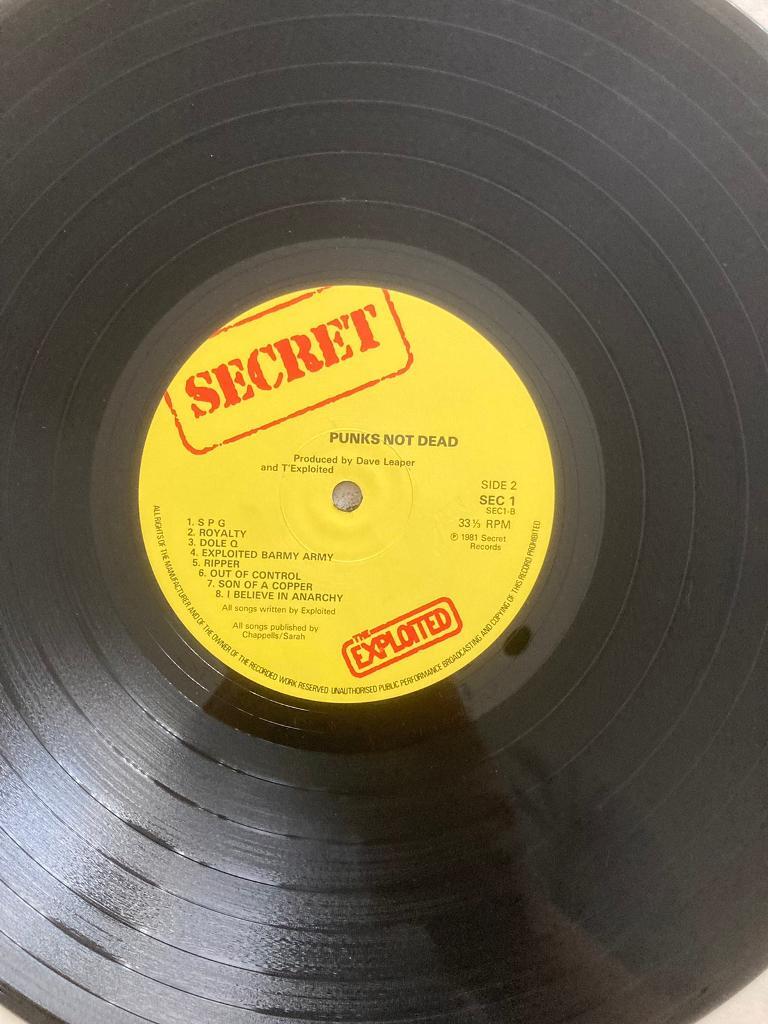 SECRET
PUNKS NOT DEAD
Produced by Dave Leaper
and T'Exploited
SIDE 2
SEC 1
SEC1-B
33⅓ RPM
℗ 1981 Secret
Records
1. S P G
2. ROYALTY
3. DOLE Q
4. EXPLOITED BARMY ARMY
5. RIPPER
6. OUT OF CONTROL
7. SON OF A COPPER
8. I BELIEVE IN ANARCHY
All songs written by Exploited
All songs published by
Chappells/Sarah
THE
EXPLOITED
ALL RIGHTS OF THE MANUFACTURER AND OF THE OWNER OF THE RECORDED WORK RESERVED UNAUTHORISED PUBLIC PERFORMANCE BROADCASTING AND COPYING OF THIS RECORD PROHIBITED